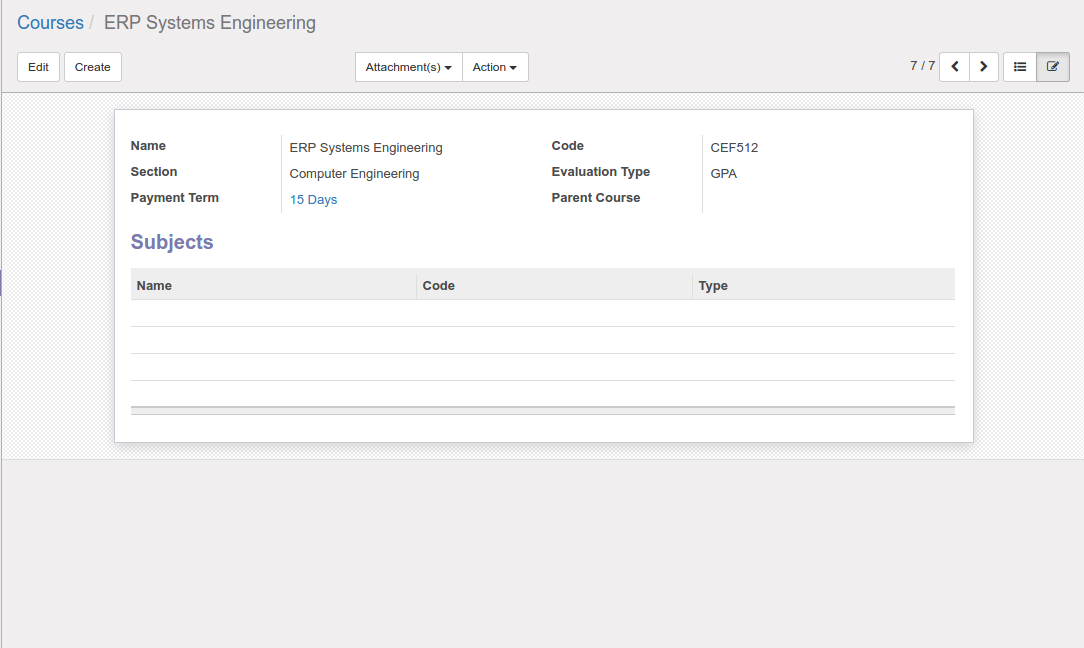 Courses / ERP Systems Engineering
Edit Create Attachment(s) Action 7 / 7
Name ERP Systems Engineering Code CEF512
Section Computer Engineering Evaluation Type GPA
Payment Term 15 Days Parent Course
Subjects
Name Code Type